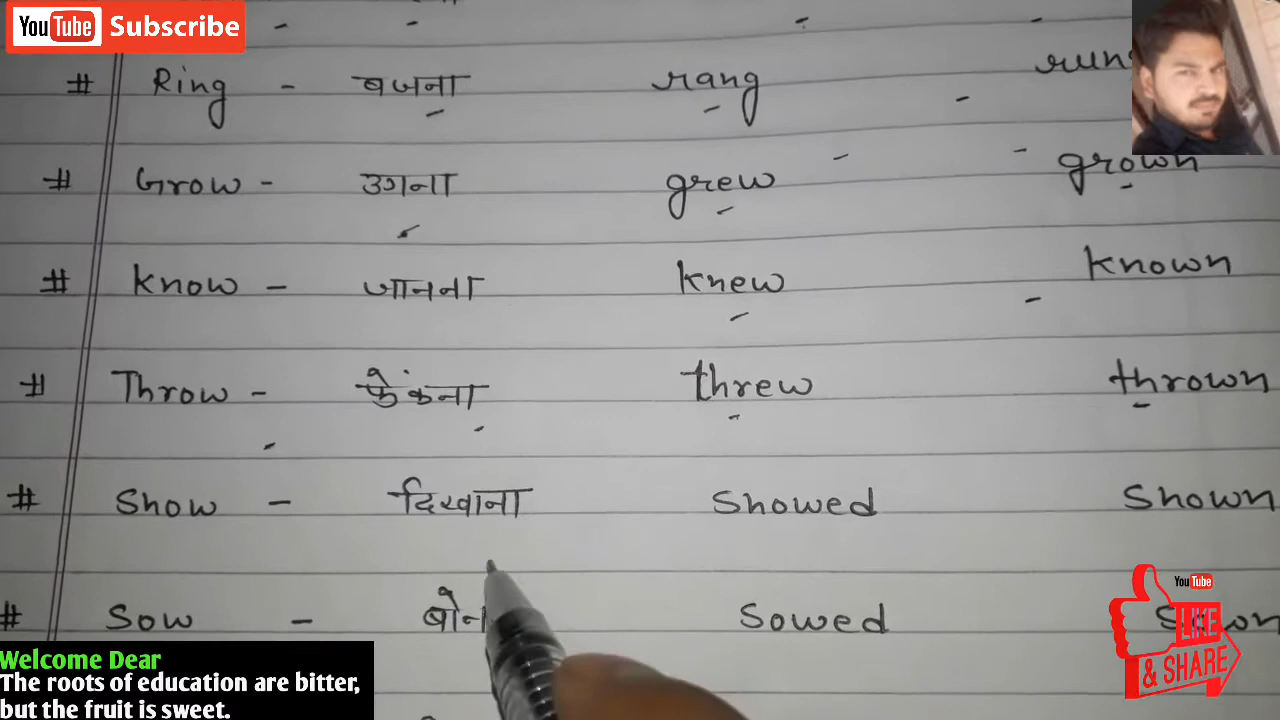 YouTube Subscribe
# Ring - बजना rang
# Grow - उगना grew grown
# Know - जानना knew known
# Throw - फेंकना threw thrown
# Show - दिखाना Showed Shown
# Sow - Sowed
YouTube
LIKE
& SHARE
Welcome Dear
The roots of education are bitter,
but the fruit is sweet.